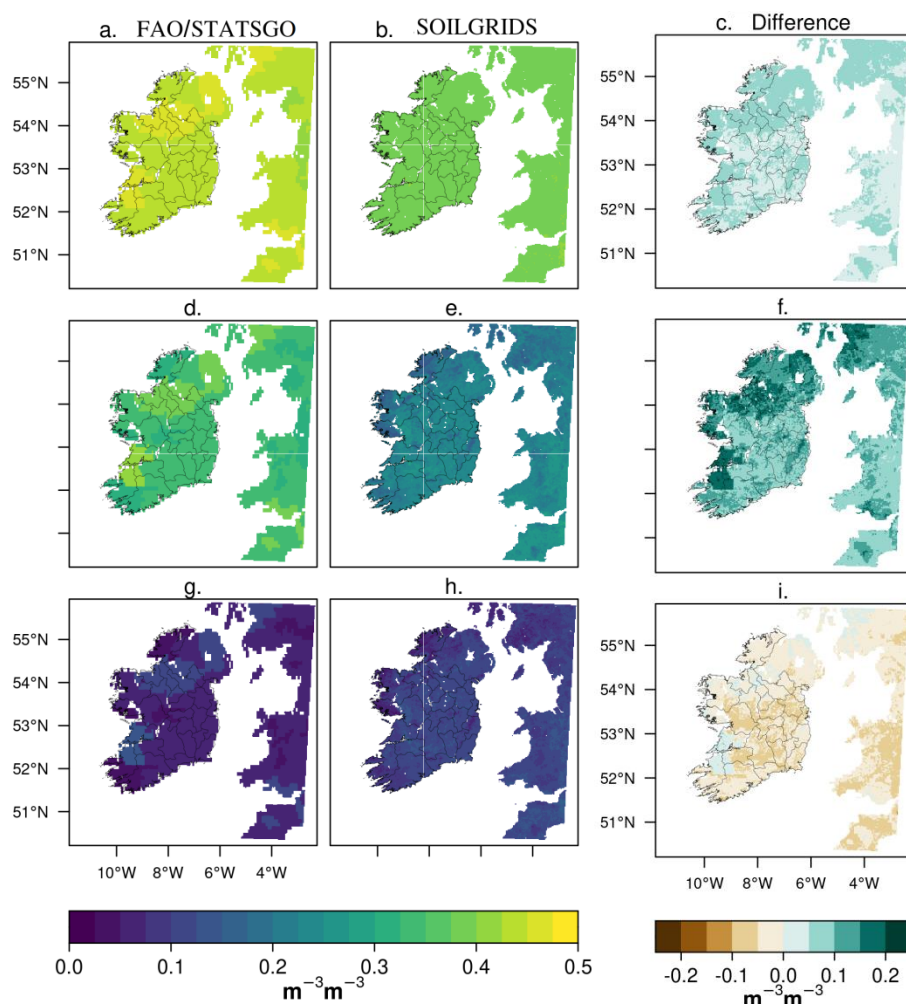 a. FAO/STATSGO
b. SOILGRIDS
c. Difference
55°N
54°N
53°N
52°N
51°N
55°N
54°N
53°N
52°N
51°N
d.
e.
f.
g.
h.
i.
55°N
54°N
53°N
52°N
51°N
55°N
54°N
53°N
52°N
51°N
10°W 8°W 6°W 4°W
10°W 8°W 6°W 4°W
0.0 0.1 0.2 0.3 0.4 0.5
m⁻³m⁻³
-0.2 -0.1 0.0 0.1 0.2
m⁻³m⁻³